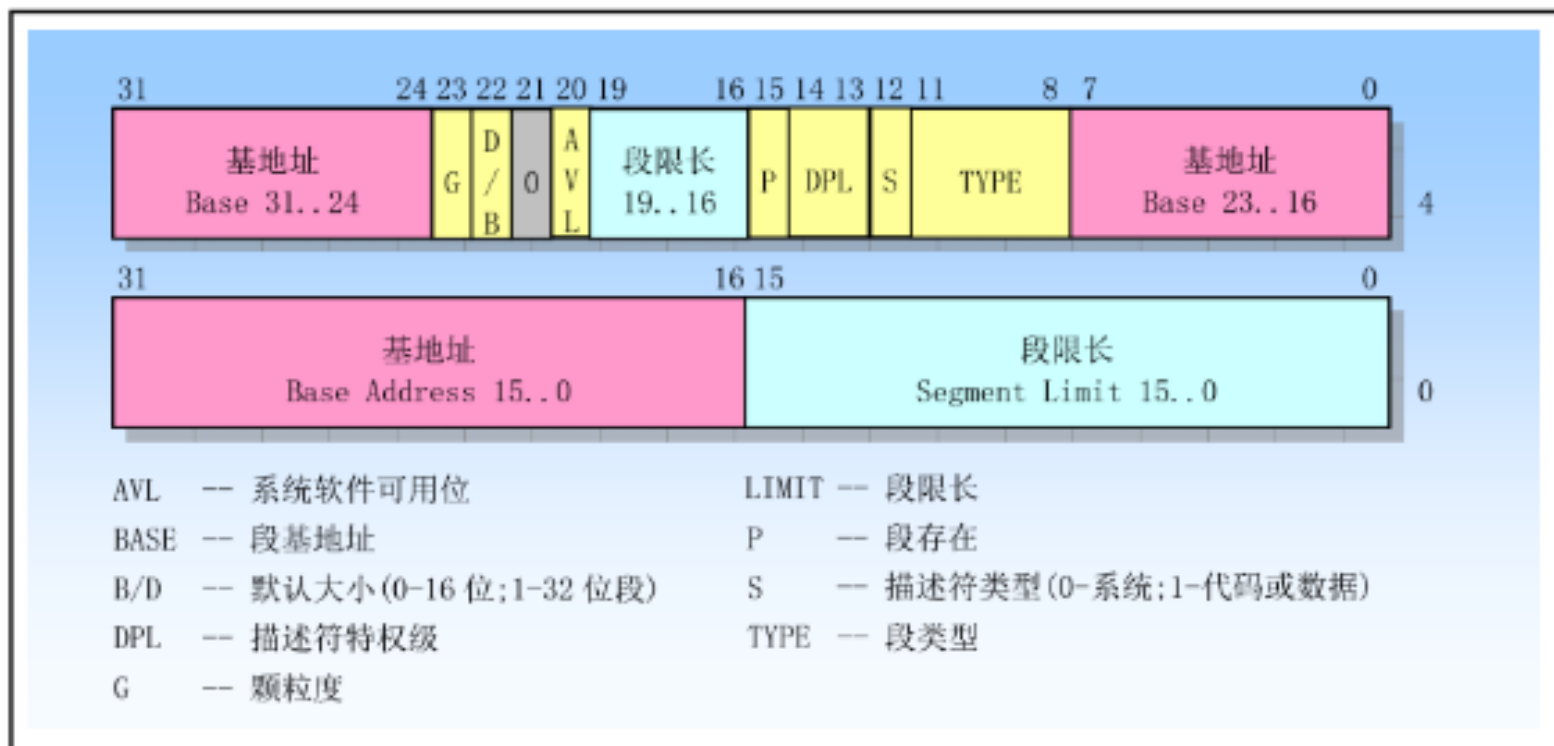 31 24 23 22 21 20 19 16 15 14 13 12 11 8 7 0
基地址 Base 31..24 G D/B 0 AVL 段限长 19..16 P DPL S TYPE 基地址 Base 23..16 4
31 16 15 0
基地址 段限长
Base Address 15..0 Segment Limit 15..0 0
AVL -- 系统软件可用位 LIMIT -- 段限长
BASE -- 段基地址 P -- 段存在
B/D -- 默认大小(0-16 位;1-32 位段) S -- 描述符类型(0-系统;1-代码或数据)
DPL -- 描述符特权级 TYPE -- 段类型
G -- 颗粒度